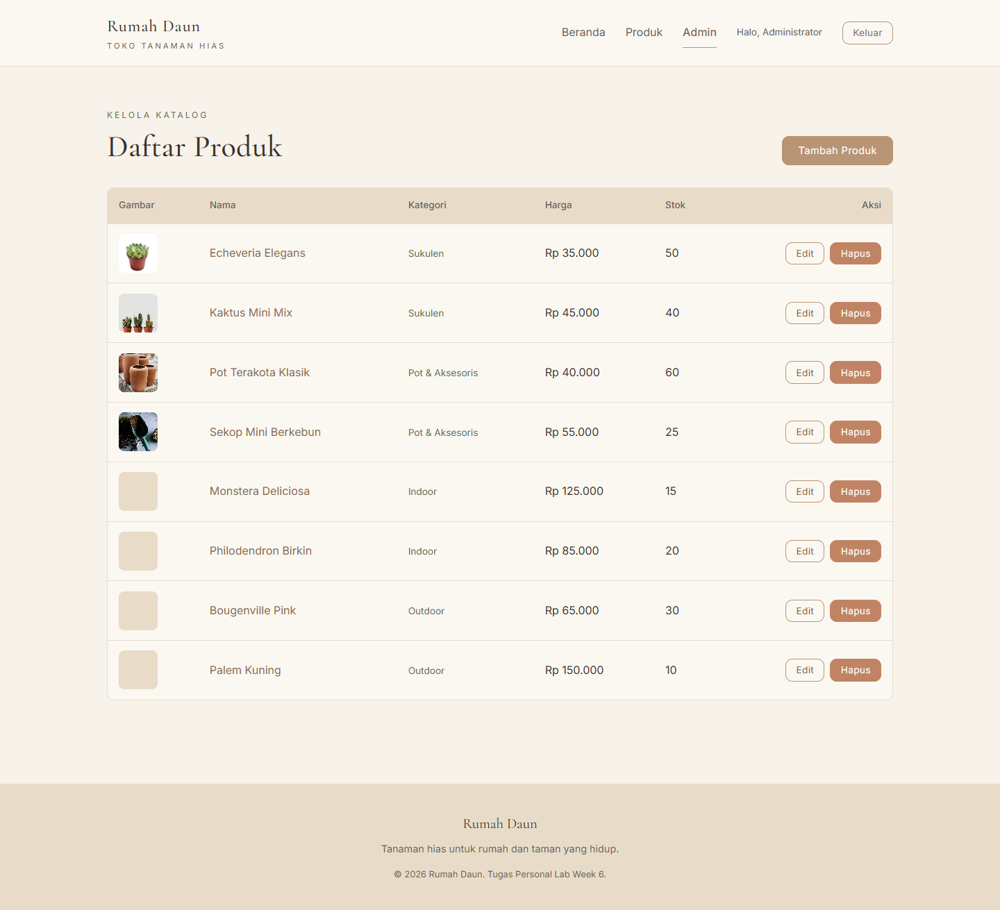 Rumah Daun
TOKO TANAMAN HIAS
Beranda Produk Admin Halo, Administrator Keluar
KELOLA KATALOG
Daftar Produk
Tambah Produk
Gambar Nama Kategori Harga Stok Aksi
Echeveria Elegans Sukulen Rp 35.000 50 Edit Hapus
Kaktus Mini Mix Sukulen Rp 45.000 40 Edit Hapus
Pot Terakota Klasik Pot & Aksesoris Rp 40.000 60 Edit Hapus
Sekop Mini Berkebun Pot & Aksesoris Rp 55.000 25 Edit Hapus
Monstera Deliciosa Indoor Rp 125.000 15 Edit Hapus
Philodendron Birkin Indoor Rp 85.000 20 Edit Hapus
Bougenville Pink Outdoor Rp 65.000 30 Edit Hapus
Palem Kuning Outdoor Rp 150.000 10 Edit Hapus
Rumah Daun
Tanaman hias untuk rumah dan taman yang hidup.
© 2026 Rumah Daun. Tugas Personal Lab Week 6.